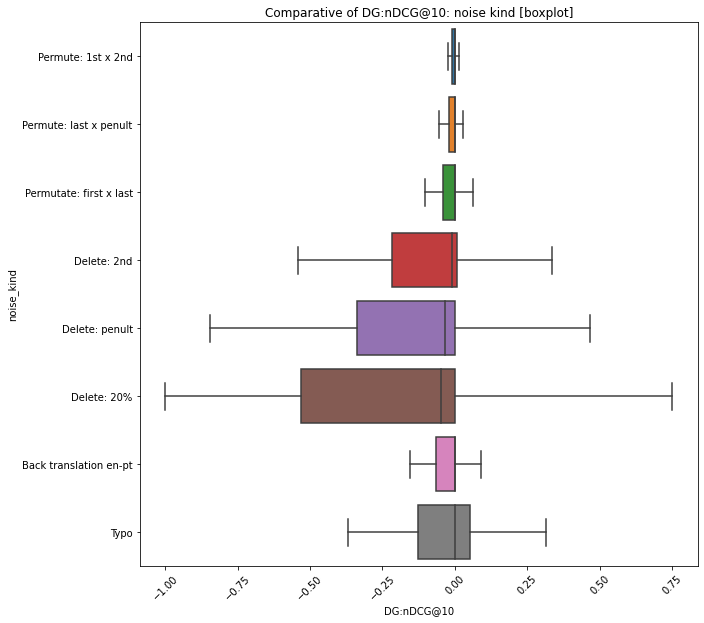 Comparative of DG:nDCG@10: noise kind [boxplot]
Permute: 1st x 2nd
Permute: last x penult
Permutate: first x last
Delete: 2nd
noise_kind
Delete: penult
Delete: 20%
Back translation en-pt
Typo
−1.00 −0.75 −0.50 −0.25 0.00 0.25 0.50 0.75
DG:nDCG@10